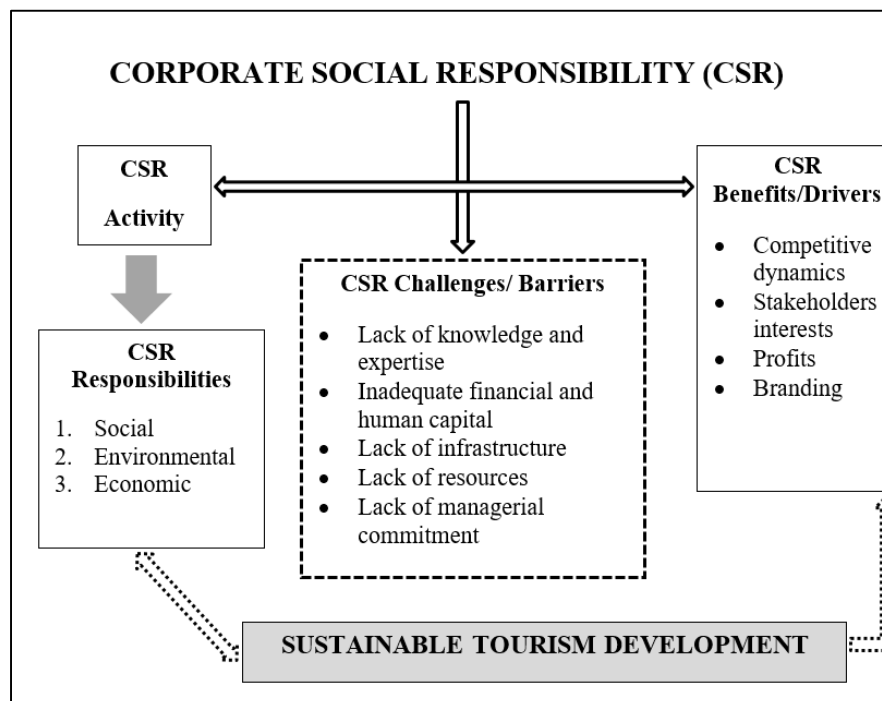 CORPORATE SOCIAL RESPONSIBILITY (CSR)
CSR
Activity
CSR
Responsibilities
1. Social
2. Environmental
3. Economic
CSR Challenges/ Barriers
• Lack of knowledge and
expertise
• Inadequate financial and
human capital
• Lack of infrastructure
• Lack of resources
• Lack of managerial
commitment
CSR
Benefits/Drivers
• Competitive
dynamics
• Stakeholders
interests
• Profits
• Branding
SUSTAINABLE TOURISM DEVELOPMENT